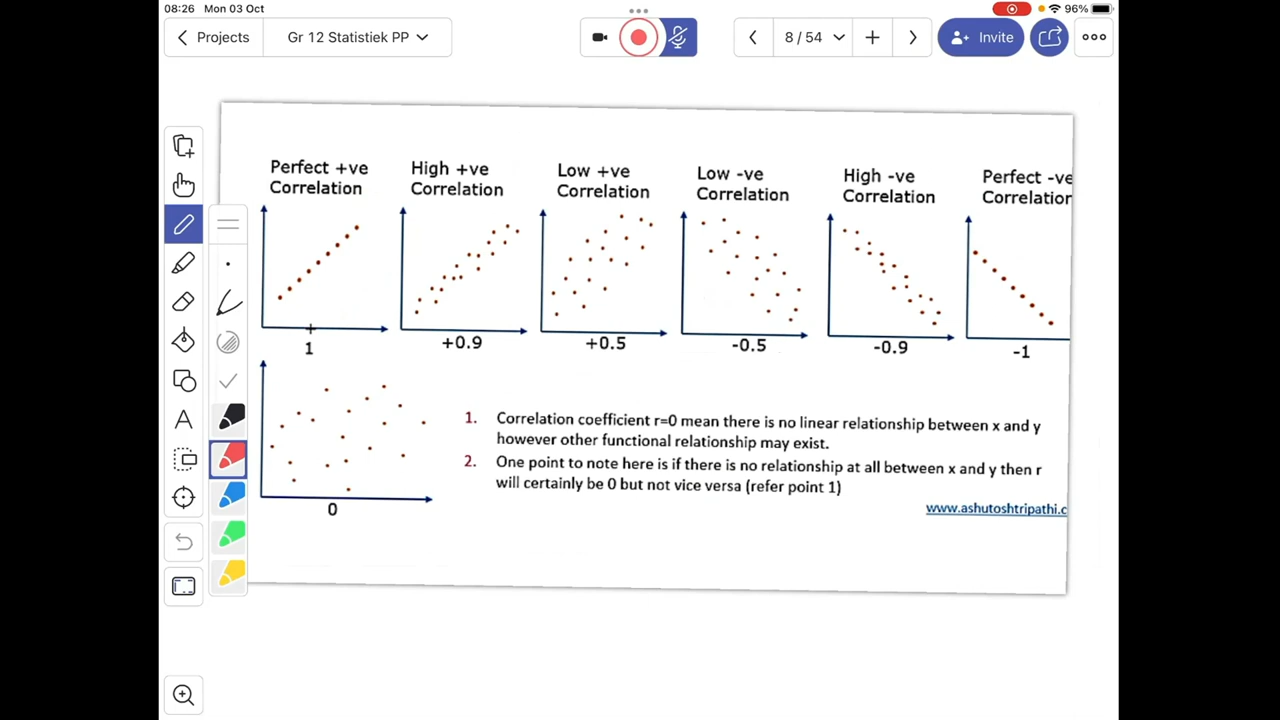 08:26 Mon 03 Oct
96%
Projects
Gr 12 Statistiek PP
8 / 54
Invite
Perfect +ve
Correlation
High +ve
Correlation
Low +ve
Correlation
Low -ve
Correlation
High -ve
Correlation
Perfect -ve
Correlation
1
+0.9
+0.5
-0.5
-0.9
-1
0
1. Correlation coefficient r=0 mean there is no linear relationship between x and y
however other functional relationship may exist.
2. One point to note here is if there is no relationship at all between x and y then r
will certainly be 0 but not vice versa (refer point 1)
www.ashutoshtripathi.c
A